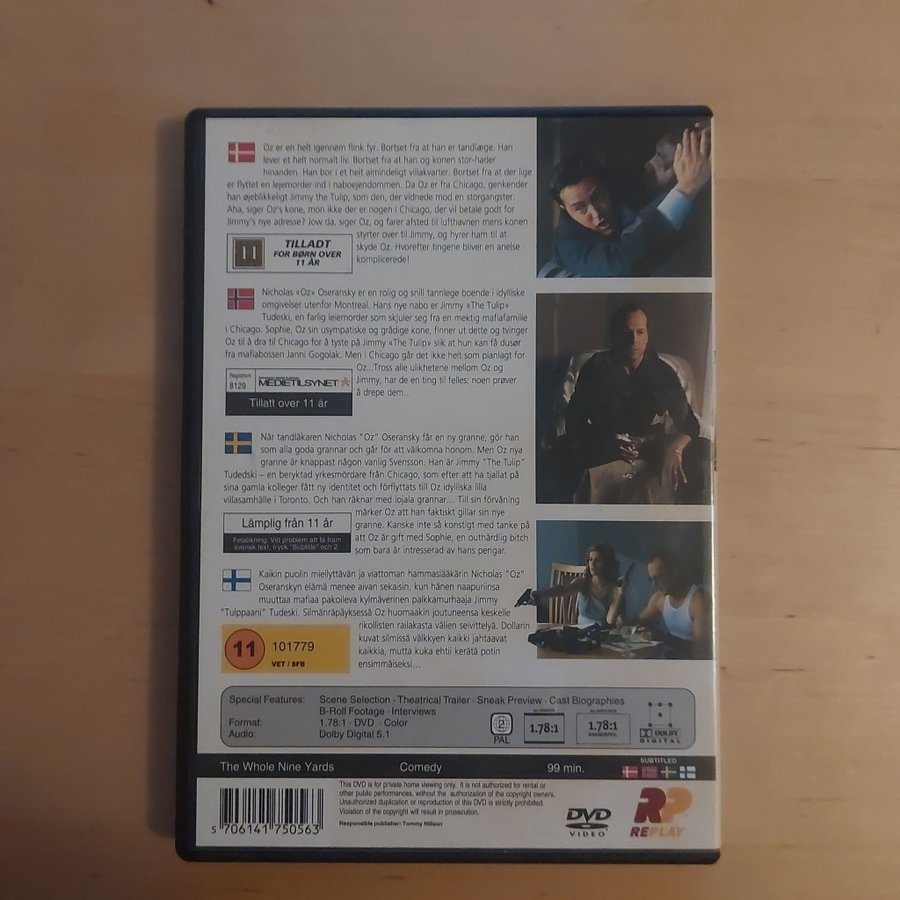 Oz er en helt igennem flink fyr. Bortset fra at han er tandlæge. Han
lever et helt normalt liv. Bortset fra at han og konen stor-hader
hinanden. Han bor i et helt almindeligt villakvarter. Bortset fra at der lige
er flyttet en lejemorder ind i naboejendommen. Da Oz er fra Chicago, genkender
han øjeblikkeligt Jimmy the Tulip, som den, der vidnede mod en storgangster.
Aha, siger Oz's kone, mon ikke der er nogen i Chicago, der vil betale godt for
Jimmy's nye adresse? Jow da, siger Oz, og farer afsted til lufthavnen mens konen
styrter over til Jimmy, og hyrer ham til at
skyde Oz. Hvorefter tingene bliver en anelse
komplicerede!
11
TILLADT
FOR BØRN OVER
11 ÅR
Nicholas «Oz» Oseransky er en rolig og snill tannlege boende i idylliske
omgivelser utenfor Montreal. Hans nye nabo er Jimmy «The Tulip»
Tudeski, en farlig leiemorder som skjuler seg fra en mektig mafiafamilie
i Chicago. Sophie, Oz sin usympatiske og grådige kone, finner ut dette og tvinger
Oz til å dra til Chicago for å tyste på Jimmy «The Tulip» slik at hun kan få dusør
fra mafiabossen Janni Gogolak. Men i Chicago går det ikke helt som planlagt for
Oz...Tross alle ulikhetene mellom Oz og
Jimmy, har de en ting til felles; noen prøver
å drepe dem...
Registrert
8129
MEDIETILSYNET
Tillatt over 11 år
När tandläkaren Nicholas "Oz" Oseransky får en ny granne, gör han
som alla goda grannar och går för att välkomna honom. Men Oz nya
granne är knappast någon vanlig Svensson. Han är Jimmy "The Tulip"
Tudedski – en beryktad yrkesmördare från Chicago, som efter att ha tjallat på
sina gamla kolleger fått ny identitet och förflyttats till Oz idylliska lilla
villasamhälle i Toronto. Och han räknar med lojala grannar... Till sin förvåning
märker Oz att han faktiskt gillar sin nye
granne. Kanske inte så konstigt med tanke på
att Oz är gift med Sophie, en outhärdlig bitch
som bara är intresserad av hans pengar.
Lämplig från 11 år
Felsökning: Vid problem att få fram
svensk text, tryck "Subtitle" och 2.
Kaikin puolin miellyttävän ja viattoman hammaslääkärin Nicholas "Oz"
Oseranskyn elämä menee aivan sekaisin, kun hänen naapuriinsa
muuttaa mafiaa pakoileva kylmäverinen palkkamurhaaja Jimmy
"Tulppaani" Tudeski. Silmänräpäyksessä Oz huomaakin joutuneensa keskelle
rikollisten railakasta välien selvittelyä. Dollarin
kuvat silmissä välkkyen kaikki jahtaavat
kaikkia, mutta kuka ehtii kerätä potin
ensimmäiseksi...
11
101779
VET / SFB
Special Features: Scene Selection · Theatrical Trailer · Sneak Preview · Cast Biographies
B-Roll Footage · Interviews
Format: 1.78:1 · DVD · Color
Audio: Dolby Digital 5.1
2
PAL
1.78:1
1.78:1
DOLBY
DIGITAL
The Whole Nine Yards Comedy 99 min.
SUBTITLED
5 706141 750563
This DVD is for private home viewing only. It is not authorized for rental or
other public performances, without the authorization of the copyright owners.
Unauthorized duplication or reproduction of this DVD is strictly prohibited.
Violation of the copyright will result in prosecution.
Responsible publisher: Tommy Nilsson
DVD
VIDEO
RP
REPLAY